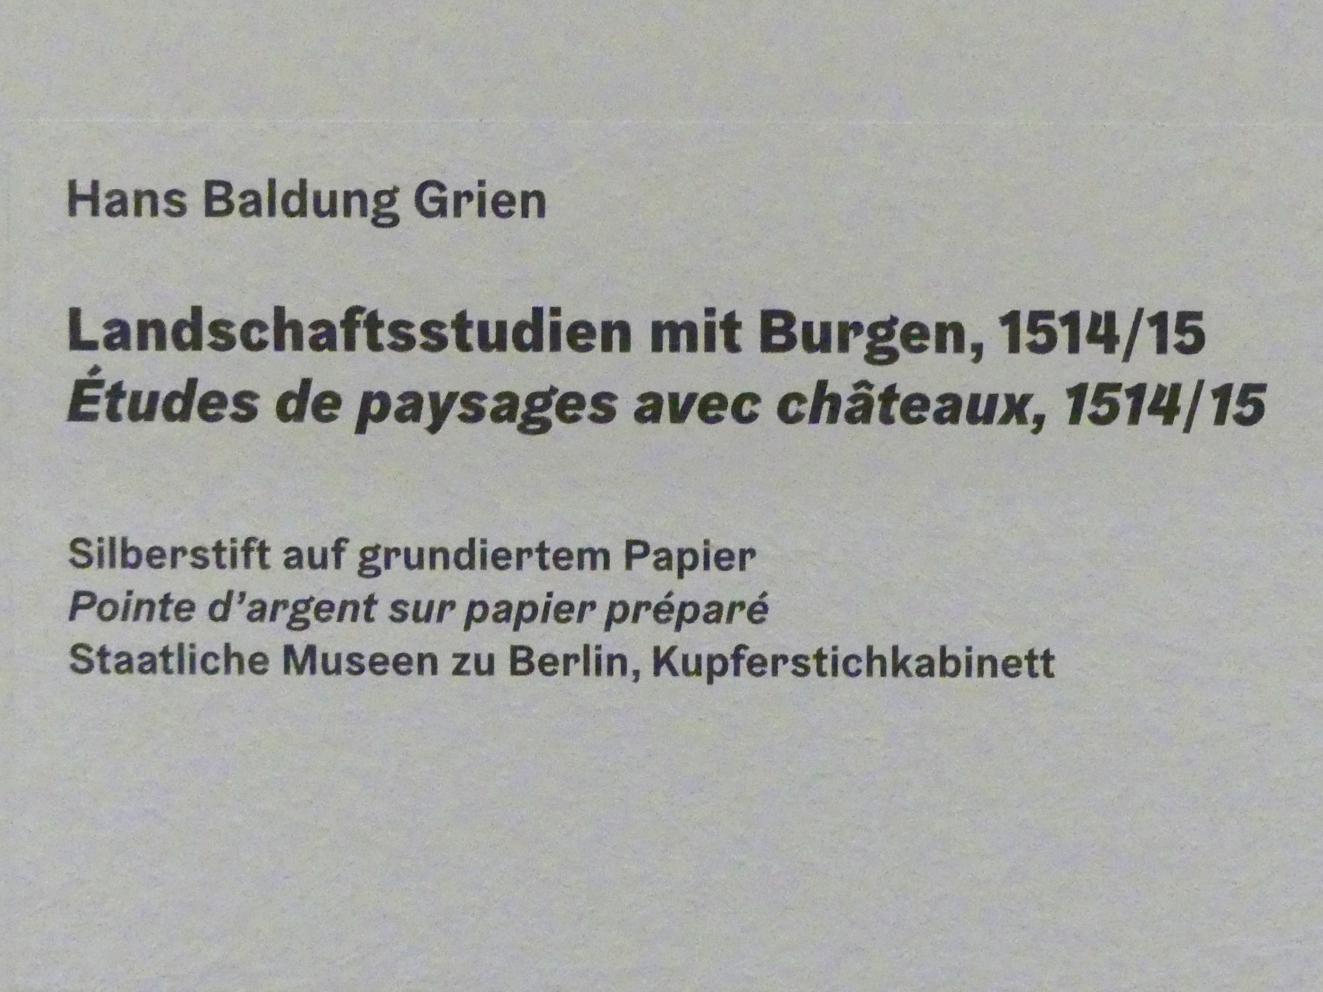 Hans Baldung Grien
Landschaftsstudien mit Burgen, 1514/15
Études de paysages avec châteaux, 1514/15
Silberstift auf grundiertem Papier
Pointe d’argent sur papier préparé
Staatliche Museen zu Berlin, Kupferstichkabinett